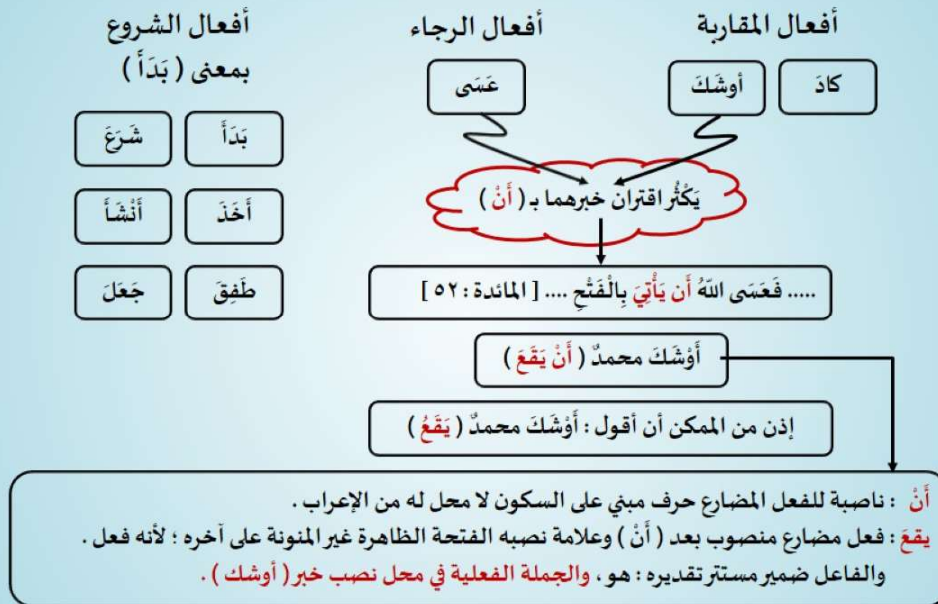 أفعال المقاربة
أفعال الرجاء
أفعال الشروع
بمعنى ( بَدَأَ )
كادَ
أوشَكَ
عَسَى
بَدَأَ
شَرَعَ
أَخَذَ
أَنْشَأَ
طَفِقَ
جَعَلَ
يَكْثُر اقتران خبرهما بـ ( أَنْ )
..... فَعَسَى اللّهُ أَن يَأْتِيَ بِالْفَتْحِ .... [ المائدة : ٥٢ ]
أَوْشَكَ محمدٌ ( أَنْ يَقَعَ )
إذن من الممكن أن أقول : أَوْشَكَ محمدٌ ( يَقَعُ )
أَنْ : ناصبة للفعل المضارع حرف مبني على السكون لا محل له من الإعراب .
يقعَ : فعل مضارع منصوب بعد ( أَنْ ) وعلامة نصبه الفتحة الظاهرة غير المنونة على آخره ؛ لأنه فعل .
والفاعل ضمير مستتر تقديره : هو ، والجملة الفعلية في محل نصب خبر ( أوشك ) .